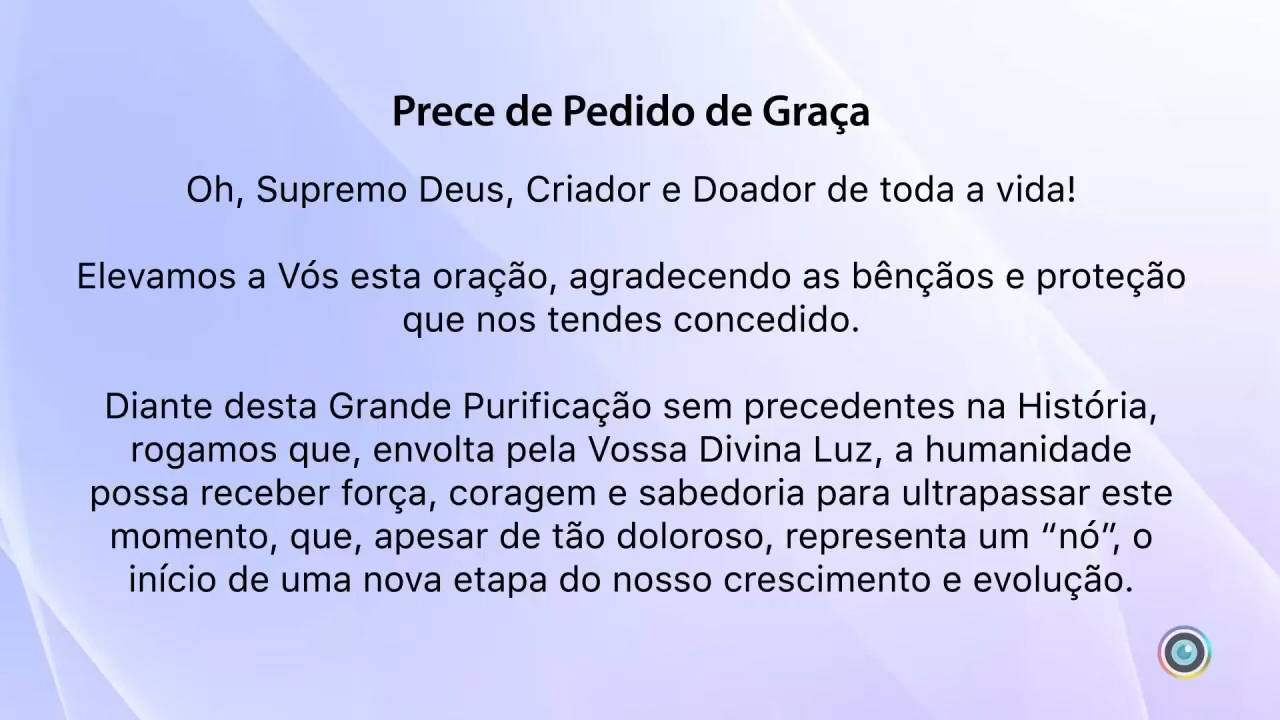 Prece de Pedido de Graça
Oh, Supremo Deus, Criador e Doador de toda a vida!
Elevamos a Vós esta oração, agradecendo as bênçãos e proteção
que nos tendes concedido.
Diante desta Grande Purificação sem precedentes na História,
rogamos que, envolta pela Vossa Divina Luz, a humanidade
possa receber força, coragem e sabedoria para ultrapassar este
momento, que, apesar de tão doloroso, representa um “nó”, o
início de uma nova etapa do nosso crescimento e evolução.